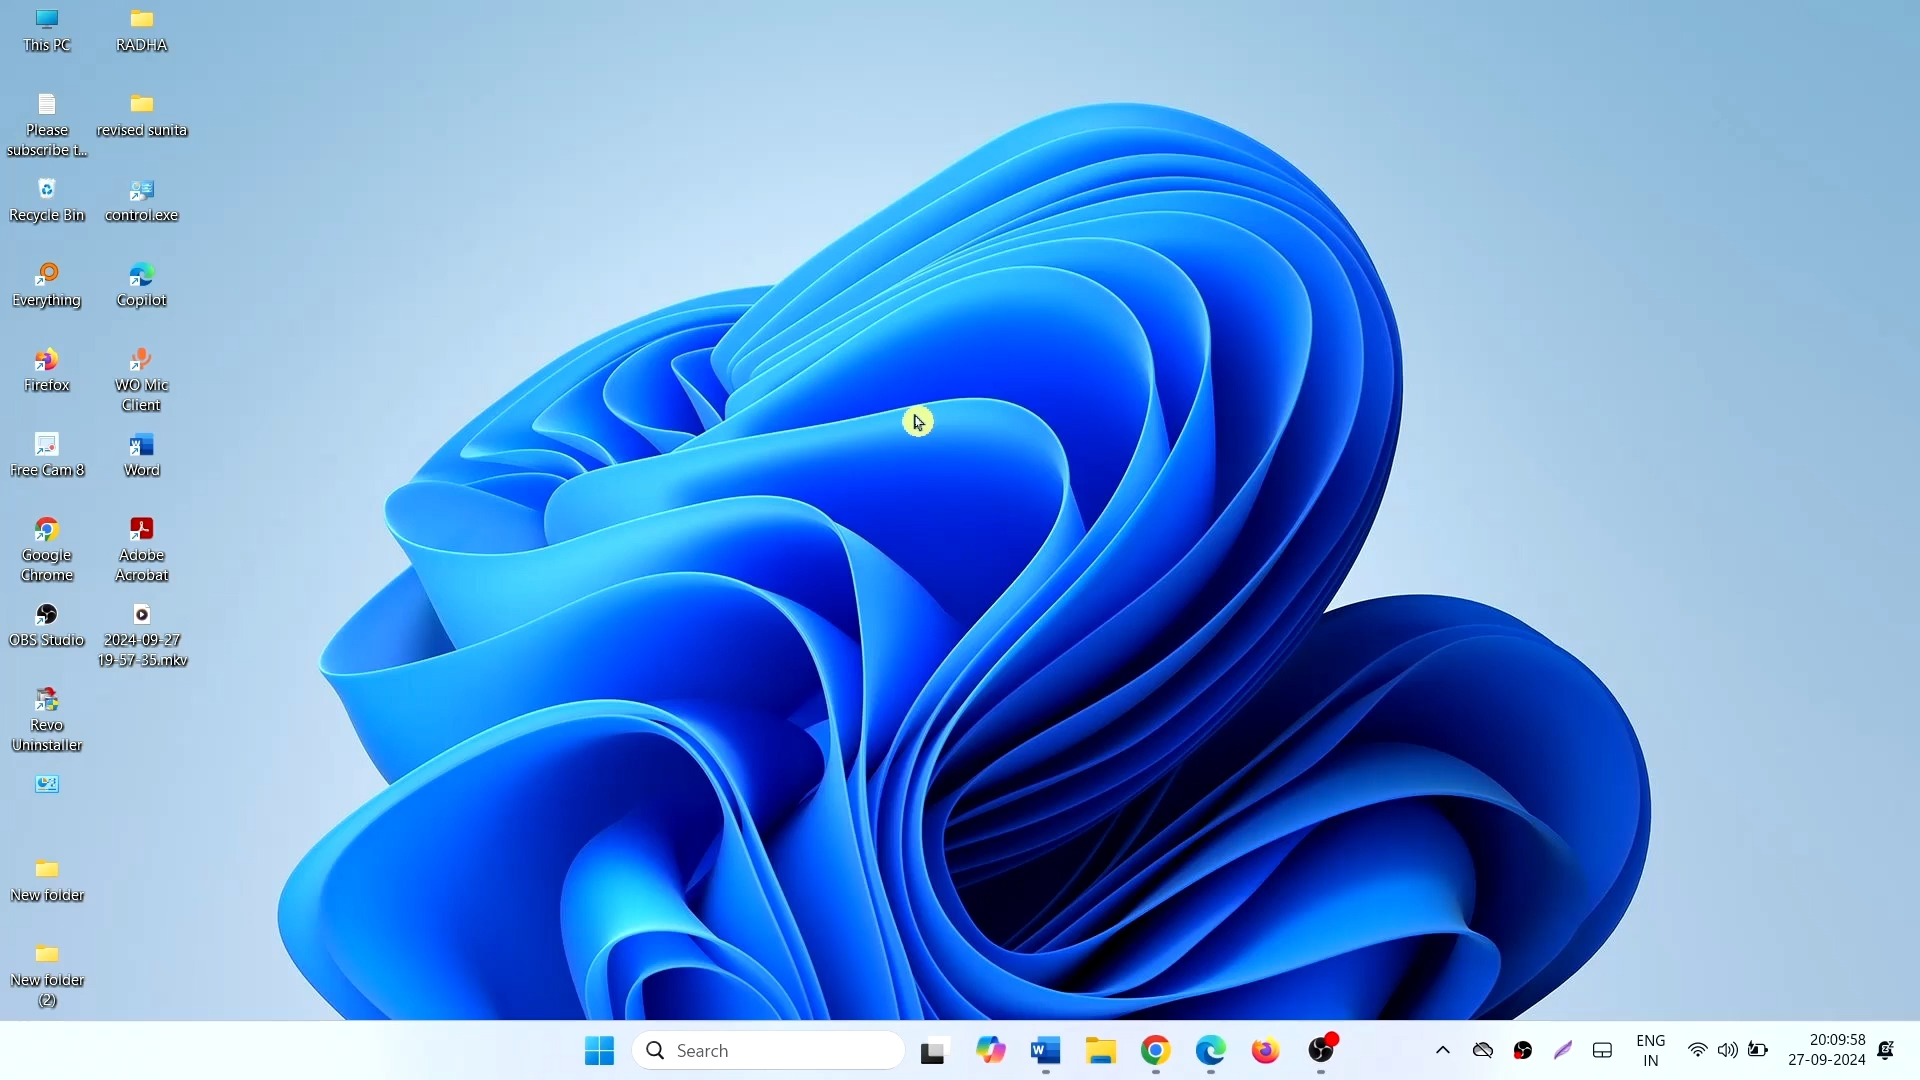 This PC
RADHA
Please
subscribe t...
revised sunita
Recycle Bin
control.exe
Everything
Copilot
Firefox
WO Mic
Client
Free Cam 8
Word
Google
Chrome
Adobe
Acrobat
OBS Studio
2024-09-27
19-57-35.mkv
Revo
Uninstaller
New folder
New folder
(2)
Search
ENG
IN
20:09:58
27-09-2024